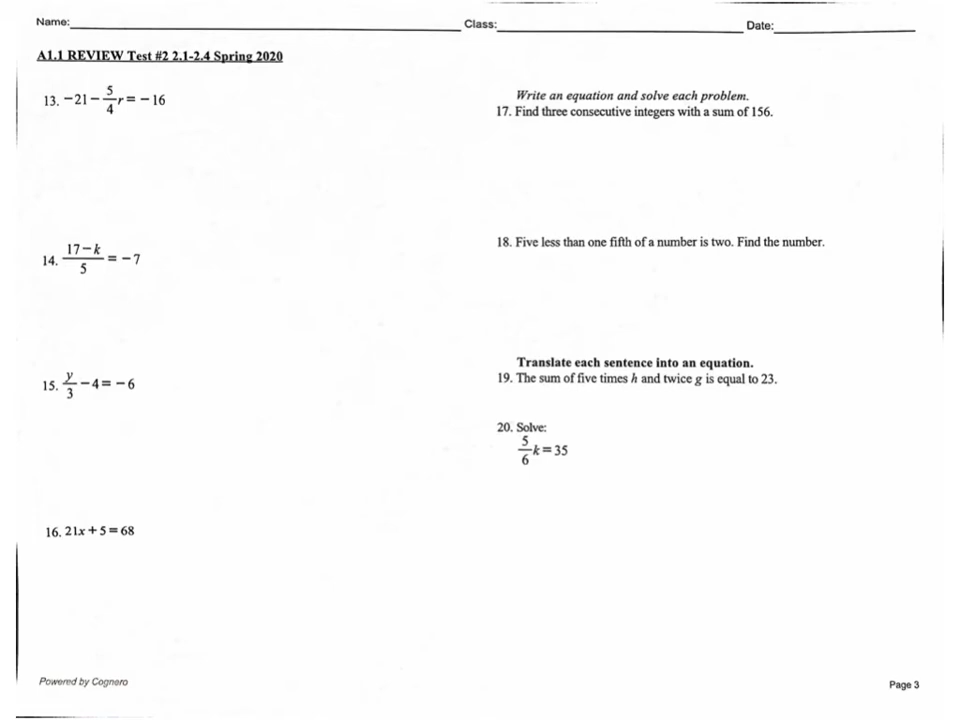 Name: Class: Date:
A1.1 REVIEW Test #2 2.1-2.4 Spring 2020
13. −21 − 5/4 r = −16
14. (17 − k)/5 = −7
15. y/3 − 4 = −6
16. 21x + 5 = 68
Write an equation and solve each problem.
17. Find three consecutive integers with a sum of 156.
18. Five less than one fifth of a number is two. Find the number.
Translate each sentence into an equation.
19. The sum of five times h and twice g is equal to 23.
20. Solve:
5/6 k = 35
Powered by Cognero
Page 3